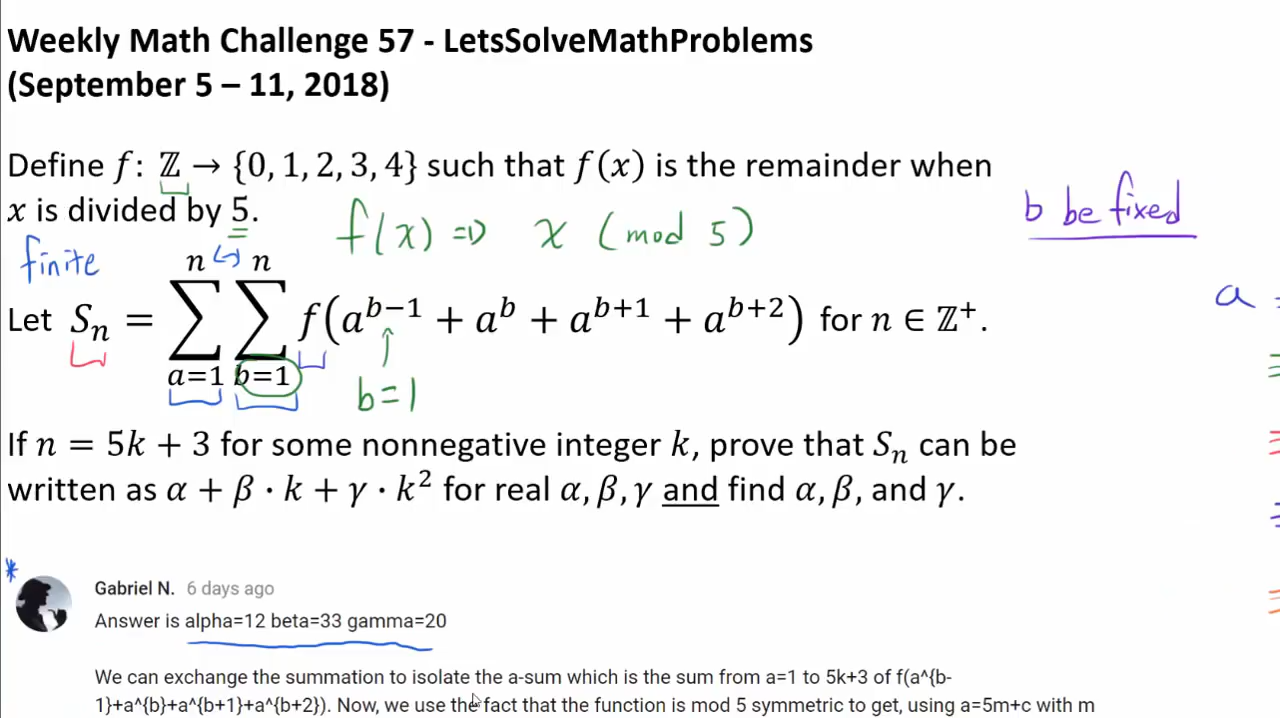 Weekly Math Challenge 57 - LetsSolveMathProblems
(September 5 – 11, 2018)
Define f: ℤ → {0, 1, 2, 3, 4} such that f(x) is the remainder when
x is divided by 5.
f(x) => x (mod 5)
b be fixed
finite
Let Sₙ = ∑_{a=1}^{n} ∑_{b=1}^{n} f(a^{b−1} + a^{b} + a^{b+1} + a^{b+2}) for n ∈ ℤ⁺.
a
b=1
If n = 5k + 3 for some nonnegative integer k, prove that Sₙ can be
written as α + β · k + γ · k² for real α, β, γ and find α, β, and γ.
*
Gabriel N. 6 days ago
Answer is alpha=12 beta=33 gamma=20
We can exchange the summation to isolate the a-sum which is the sum from a=1 to 5k+3 of f(a^{b-
1}+a^{b}+a^{b+1}+a^{b+2}). Now, we use the fact that the function is mod 5 symmetric to get, using a=5m+c with m